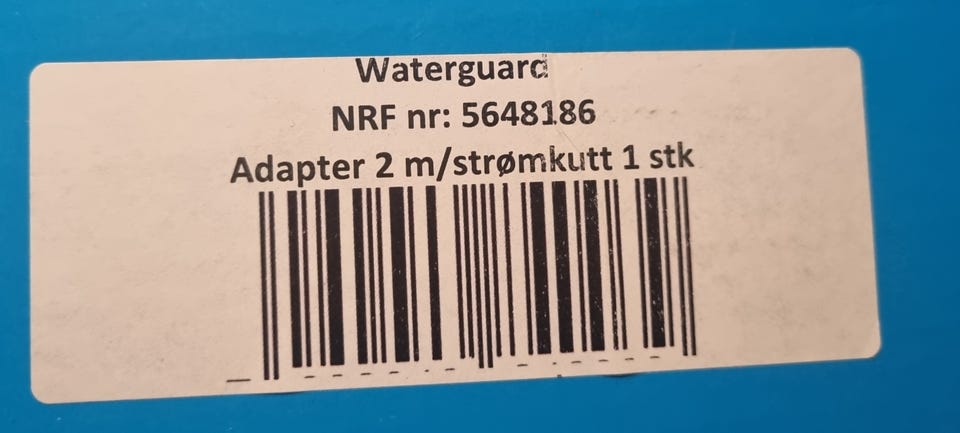 Waterguard
NRF nr: 5648186
Adapter 2 m/strømkutt 1 stk